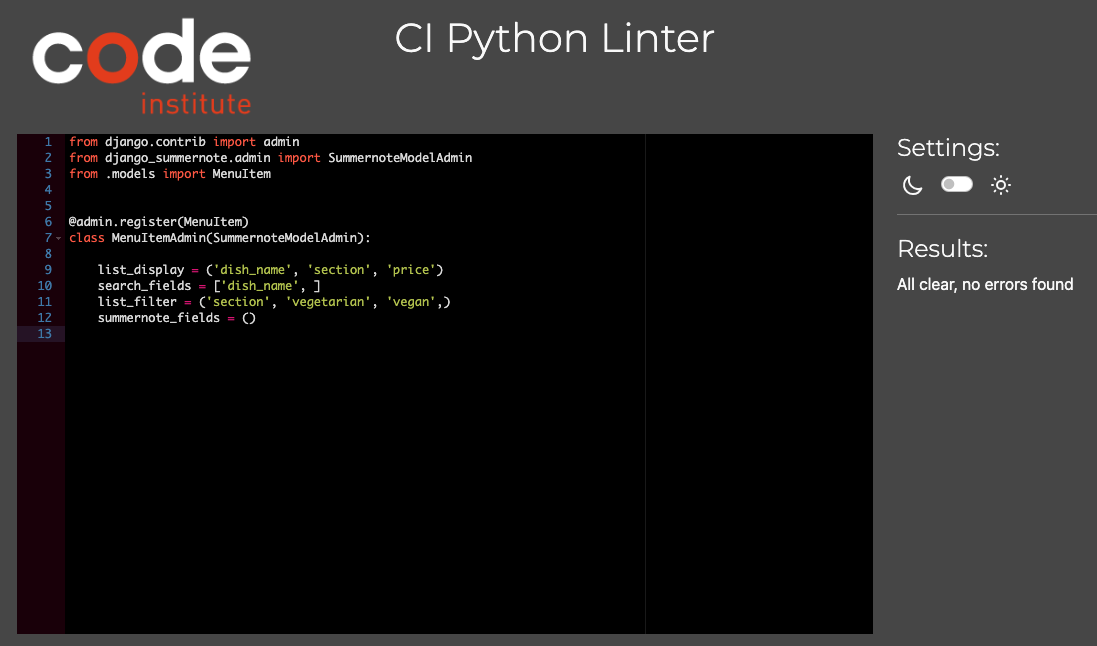 code
institute
CI Python Linter
1 from django.contrib import admin
2 from django_summernote.admin import SummernoteModelAdmin
3 from .models import MenuItem
4
5
6 @admin.register(MenuItem)
7 class MenuItemAdmin(SummernoteModelAdmin):
8
9     list_display = ('dish_name', 'section', 'price')
10     search_fields = ['dish_name', ]
11     list_filter = ('section', 'vegetarian', 'vegan',)
12     summernote_fields = ()
13
Settings:
Results:
All clear, no errors found